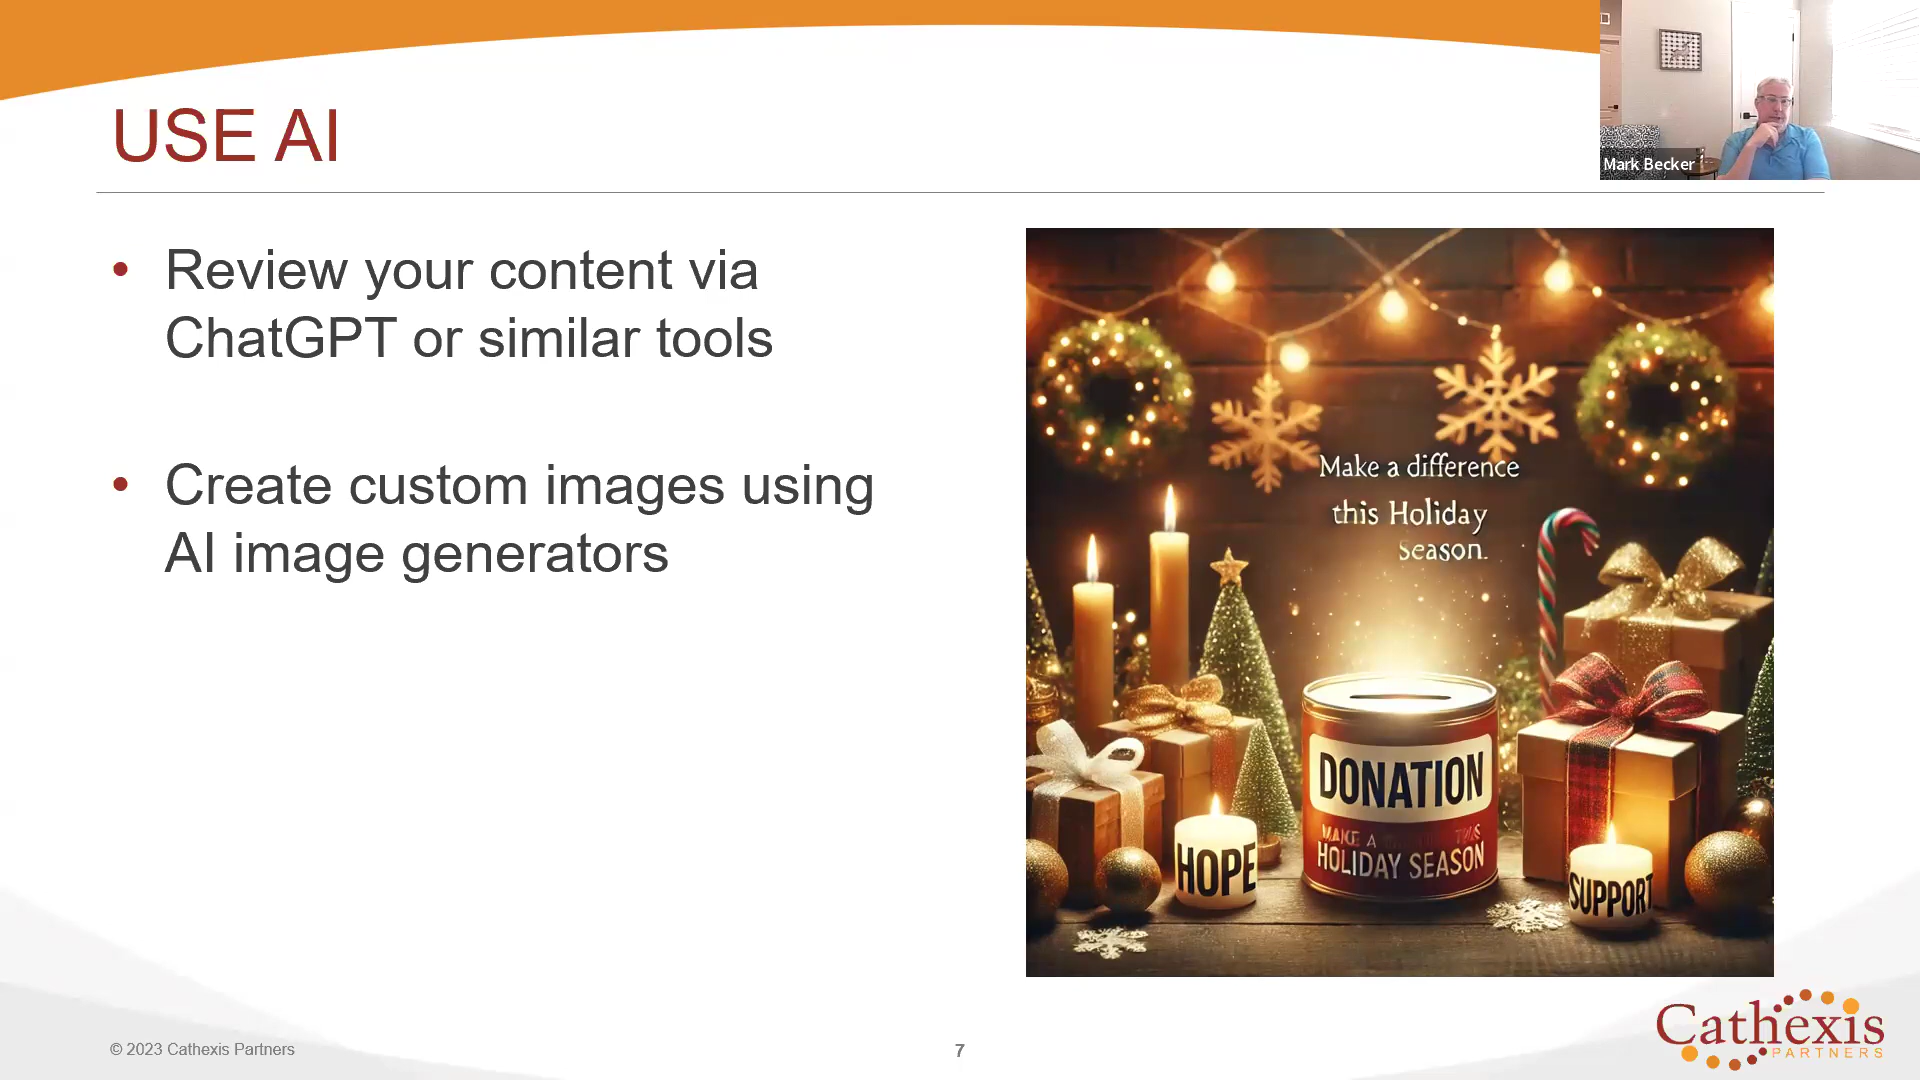 USE AI
Mark Becker
• Review your content via
ChatGPT or similar tools
• Create custom images using
AI image generators
Make a difference
this Holiday
Season.
DONATION
MAKE A
HOLIDAY SEASON
HOPE
SUPPORT
© 2023 Cathexis Partners
7
Cathexis
PARTNERS